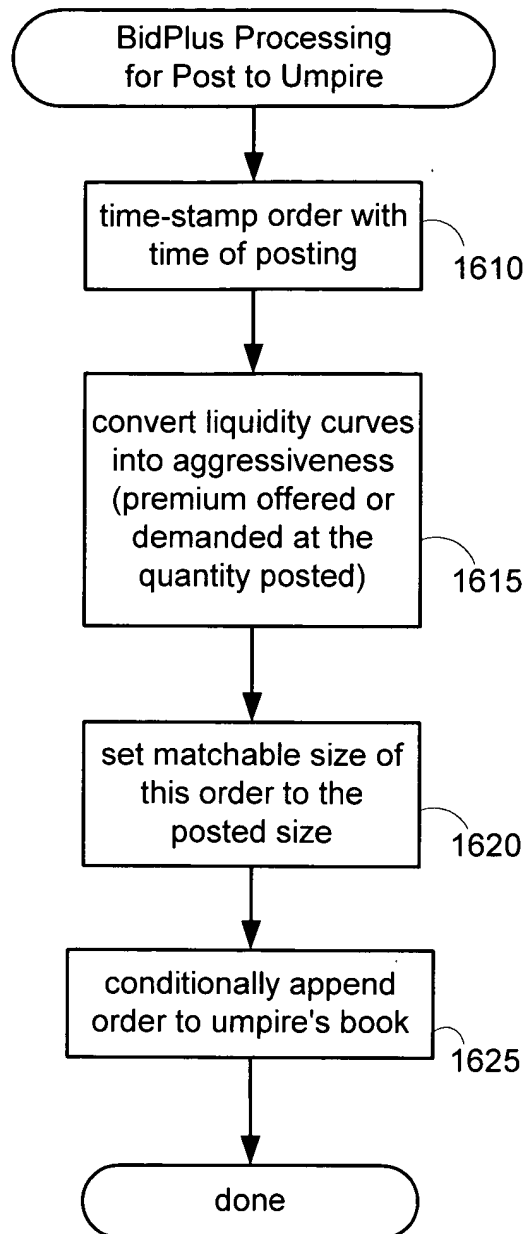 BidPlus Processing
for Post to Umpire
time-stamp order with
time of posting
1610
convert liquidity curves
into aggressiveness
(premium offered or
demanded at the
quantity posted)
1615
set matchable size of
this order to the
posted size
1620
conditionally append
order to umpire's book
1625
done